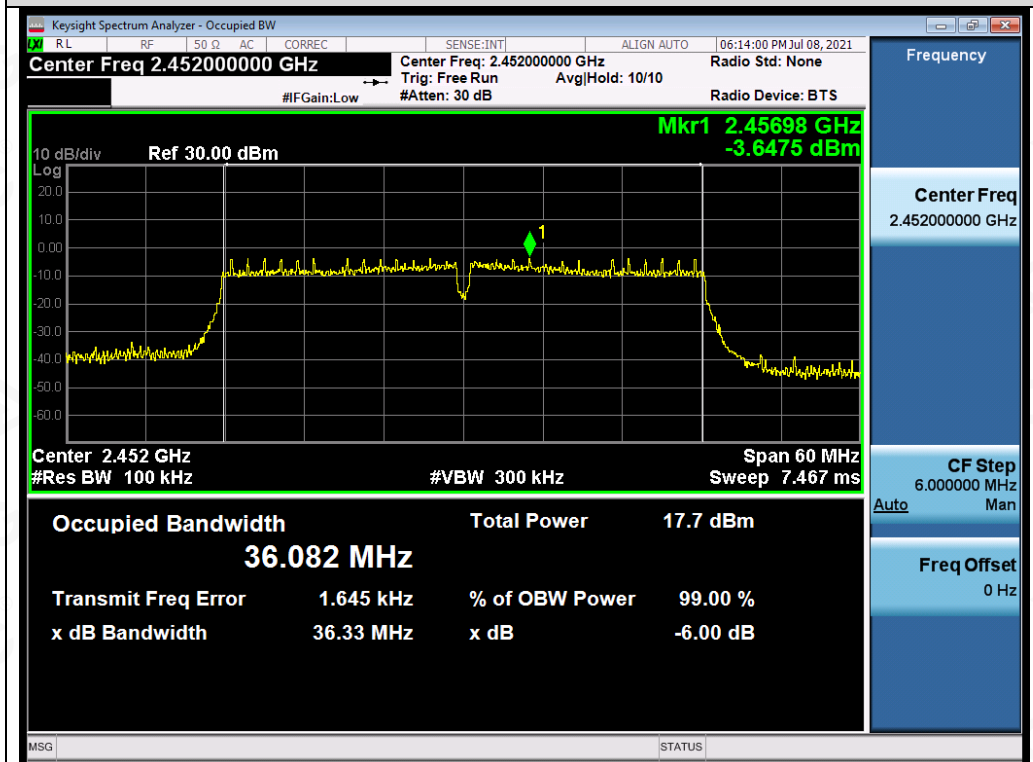 Keysight Spectrum Analyzer - Occupied BW
LXI RL RF 50 Ω AC CORREC SENSE:INT ALIGN AUTO 06:14:00 PM Jul 08, 2021
Center Freq 2.452000000 GHz
Center Freq: 2.452000000 GHz Radio Std: None
Trig: Free Run Avg|Hold: 10/10
#IFGain:Low #Atten: 30 dB Radio Device: BTS
Frequency
Mkr1 2.45698 GHz
-3.6475 dBm
10 dB/div Ref 30.00 dBm
Log
20.0
10.0
0.00
-10.0
-20.0
-30.0
-40.0
-50.0
-60.0
1
Center 2.452 GHz Span 60 MHz
#Res BW 100 kHz #VBW 300 kHz Sweep 7.467 ms
Center Freq
2.452000000 GHz
CF Step
6.000000 MHz
Auto Man
Freq Offset
0 Hz
Occupied Bandwidth Total Power 17.7 dBm
36.082 MHz
Transmit Freq Error 1.645 kHz % of OBW Power 99.00 %
x dB Bandwidth 36.33 MHz x dB -6.00 dB
MSG STATUS